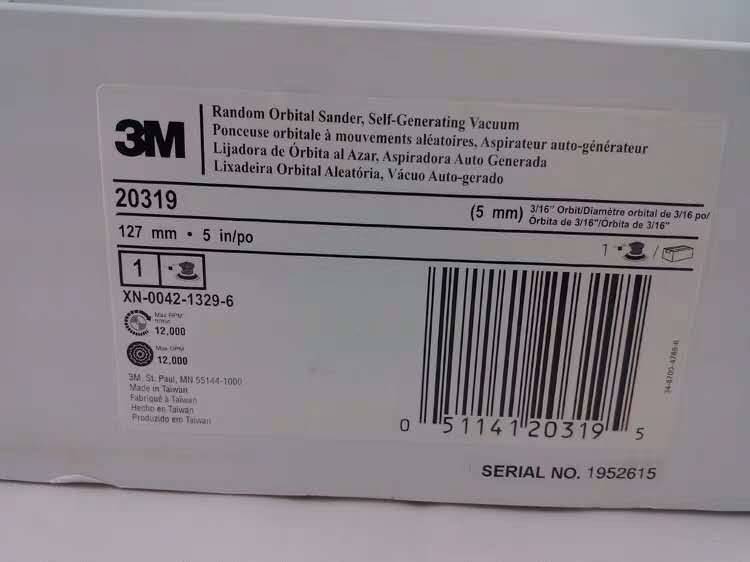 3M
Random Orbital Sander, Self-Generating Vacuum
Ponceuse orbitale à mouvements aléatoires, Aspirateur auto-générateur
Lijadora de Órbita al Azar, Aspiradora Auto Generada
Lixadeira Orbital Aleatória, Vácuo Auto-gerado
20319
(5 mm) 3/16" Orbit/Diamètre orbital de 3/16 po/
Órbita de 3/16"/Órbita de 3/16"
127 mm • 5 in/po
1 /
1
XN-0042-1329-6
Max RPM
12,000
Max OPM
12,000
3M, St. Paul, MN 55144-1000
Made in Taiwan
Fabriqué à Taiwan
Hecho en Taiwan
Produzido em Taiwan
0 51141 20319 5
SERIAL NO. 1952615